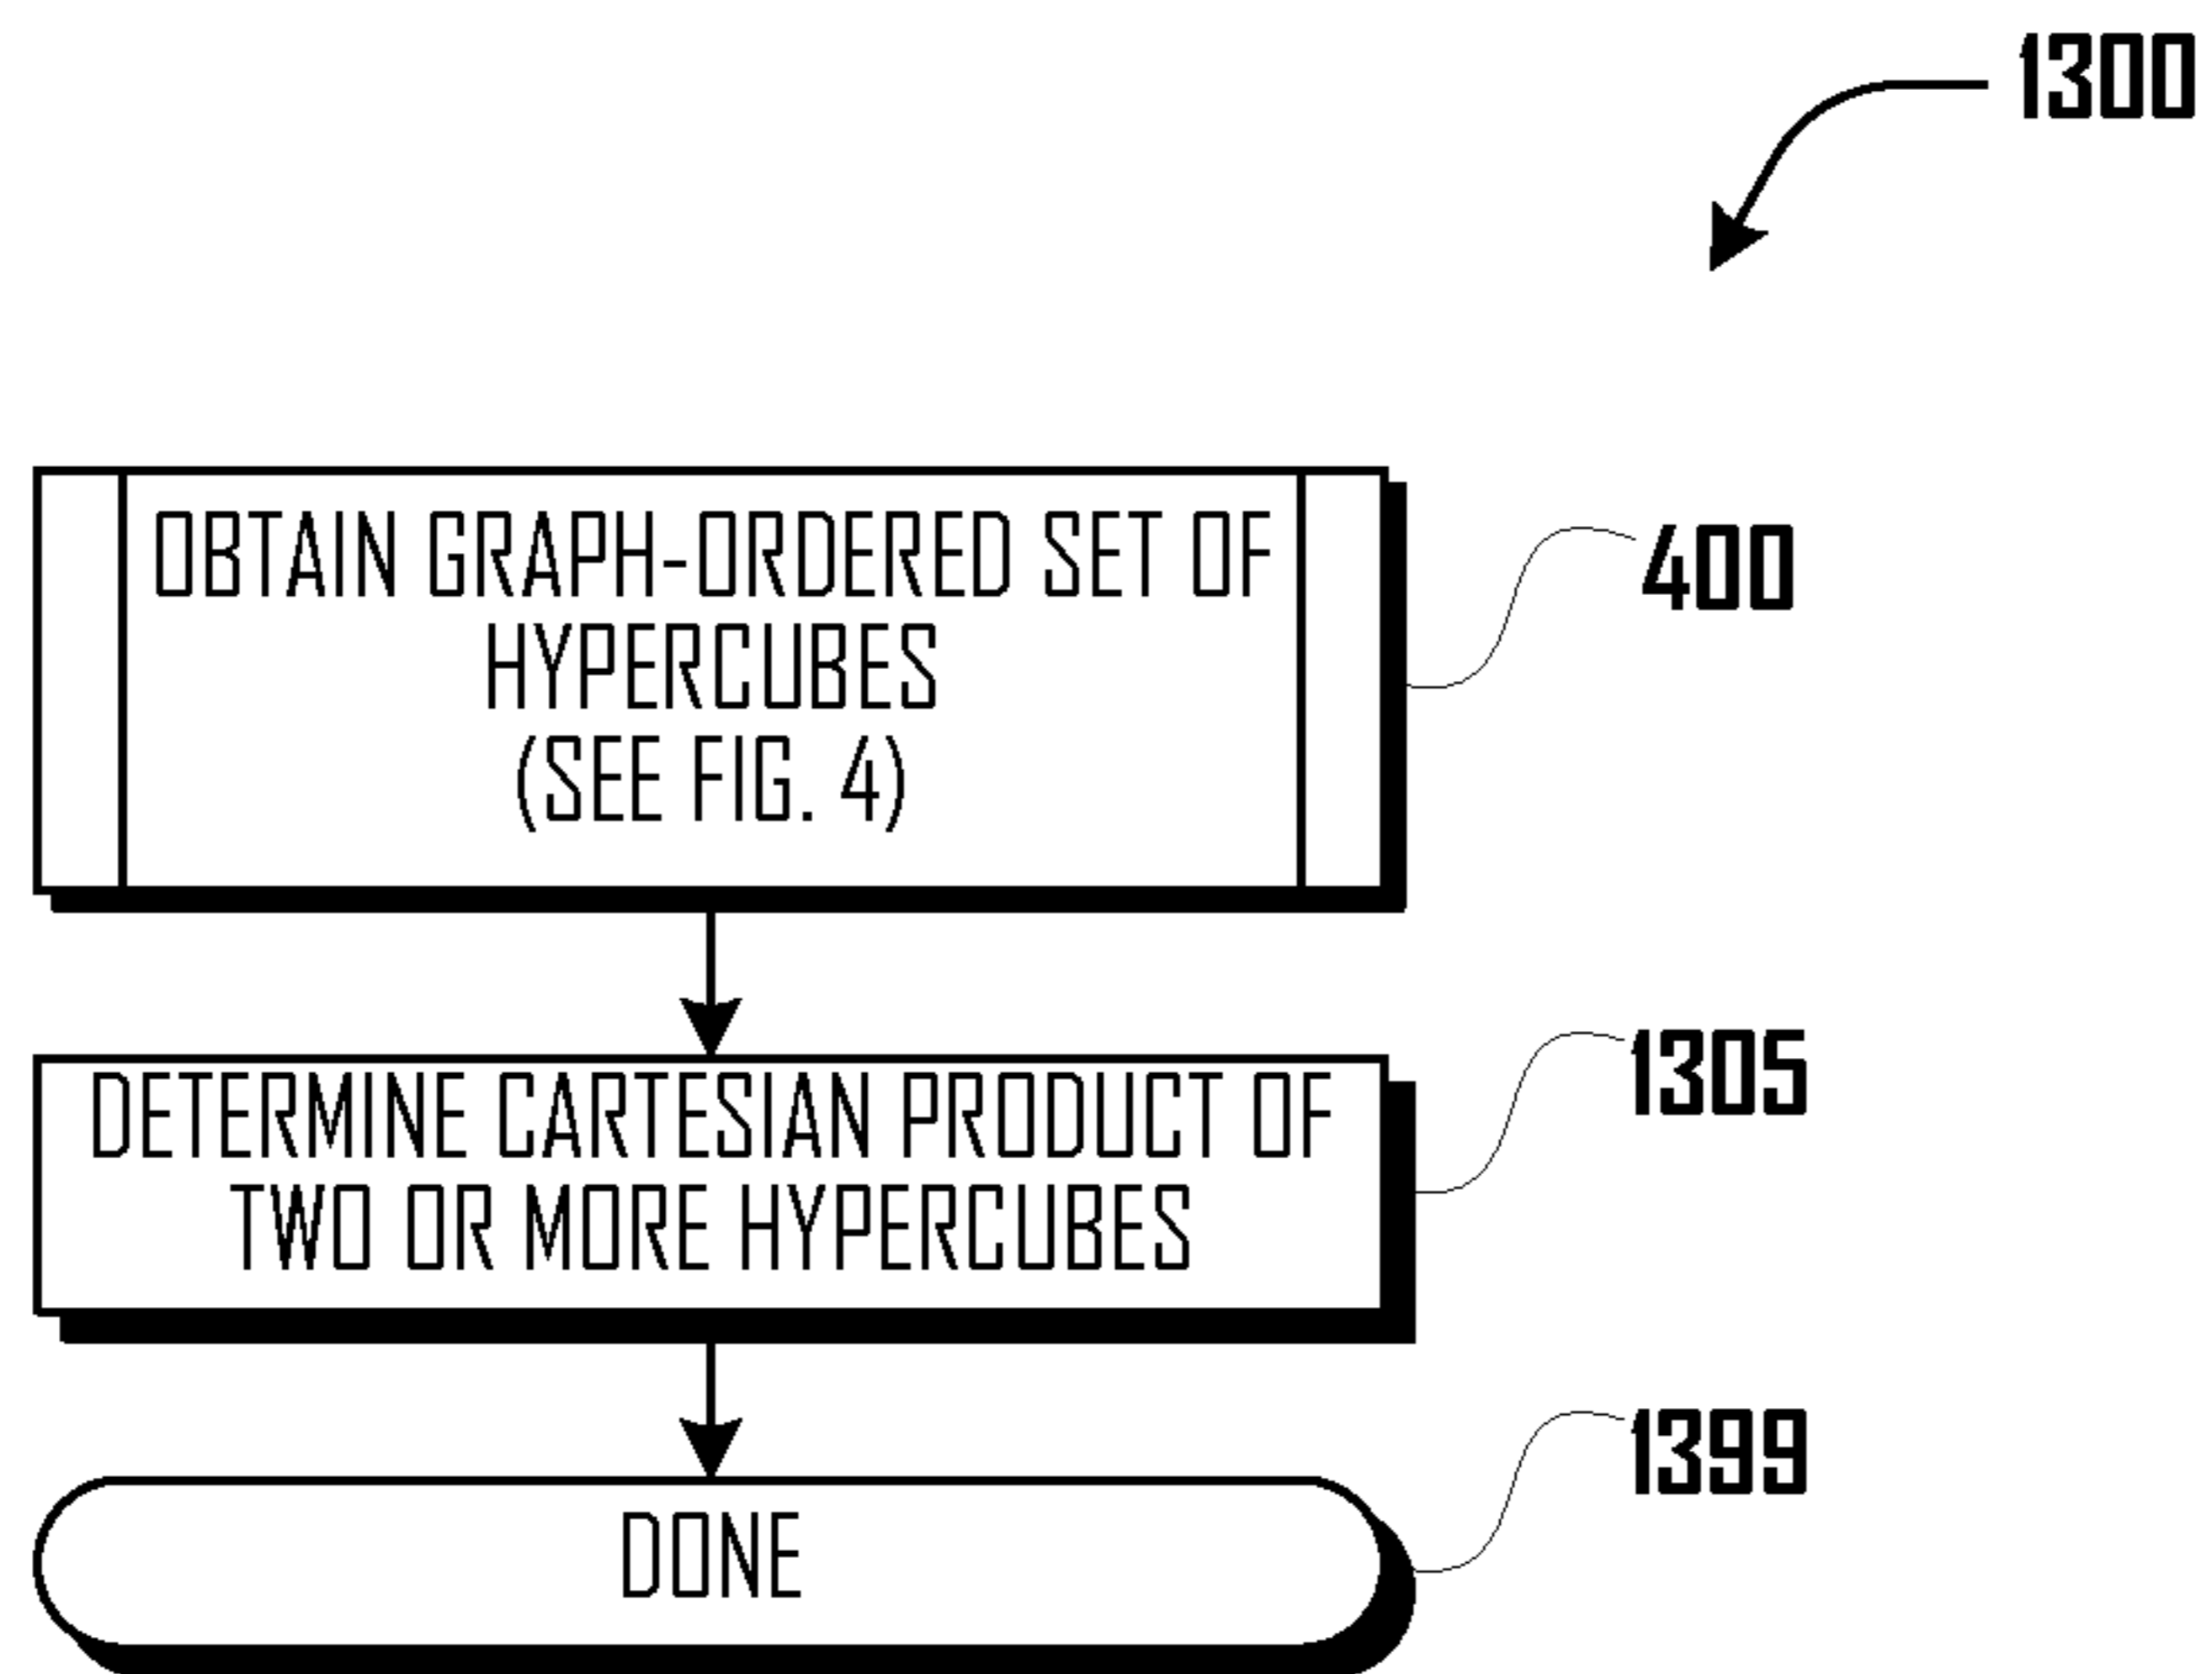 1300
OBTAIN GRAPH-ORDERED SET OF
HYPERCUBES
(SEE FIG. 4)
400
DETERMINE CARTESIAN PRODUCT OF
TWO OR MORE HYPERCUBES
1305
DONE
1399